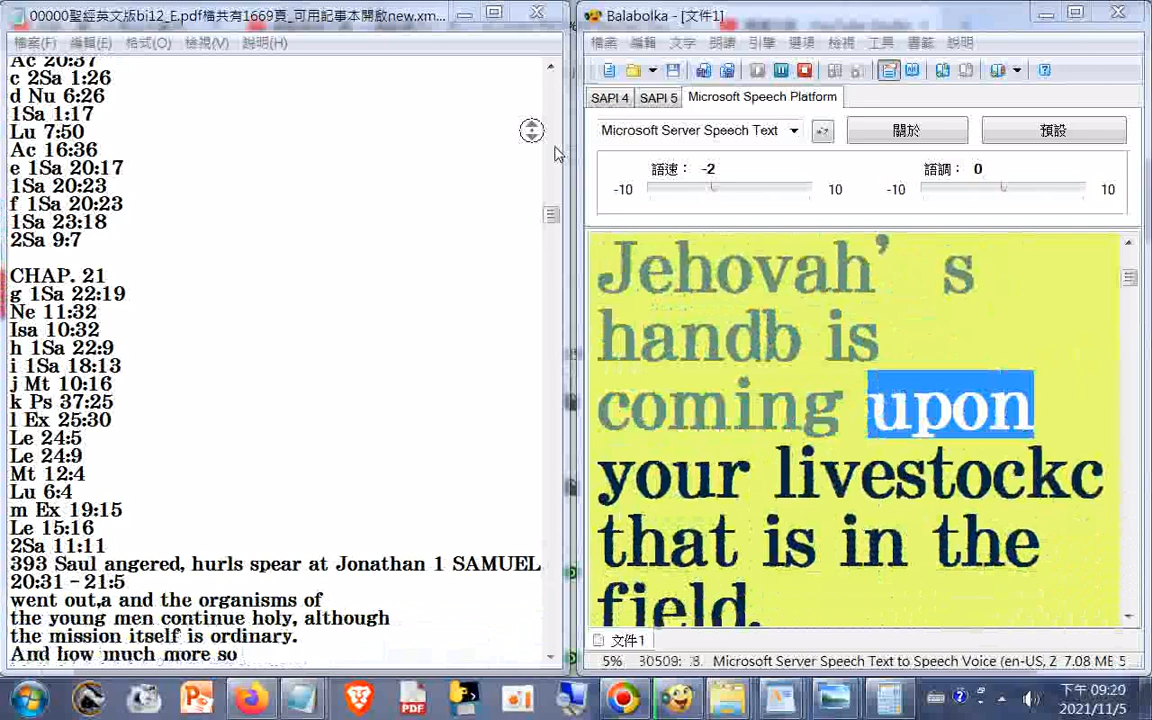 00000聖經英文版bi12_E.pdf檔共有1669頁_可用記事本開啟new.xm...
檔案(F) 編輯(E) 格式(O) 檢視(V) 說明(H)
Ac 20:37
c 2Sa 1:26
d Nu 6:26
1Sa 1:17
Lu 7:50
Ac 16:36
e 1Sa 20:17
1Sa 20:23
f 1Sa 20:23
1Sa 23:18
2Sa 9:7
CHAP. 21
g 1Sa 22:19
Ne 11:32
Isa 10:32
h 1Sa 22:9
i 1Sa 18:13
j Mt 10:16
k Ps 37:25
l Ex 25:30
Le 24:5
Le 24:9
Mt 12:4
Lu 6:4
m Ex 19:15
Le 15:16
2Sa 11:11
393 Saul angered, hurls spear at Jonathan 1 SAMUEL
20:31–21:5
went out,a and the organisms of
the young men continue holy, although
the mission itself is ordinary.
And how much more so
Balabolka - [文件1]
檔案 編輯 文字 朗讀 引擎 選項 檢視 工具 書籤 說明
SAPI 4 SAPI 5 Microsoft Speech Platform
Microsoft Server Speech Text 關於 預設
語速： -2 語調： 0
-10 10 -10 10
Jehovah’s
handb is
coming upon
your livestockc
that is in the
field.
文件1
5% 30509: 8. Microsoft Server Speech Text to Speech Voice (en-US, 2 7.08 MB 5
PDF
下午 09:29
2021/11/5